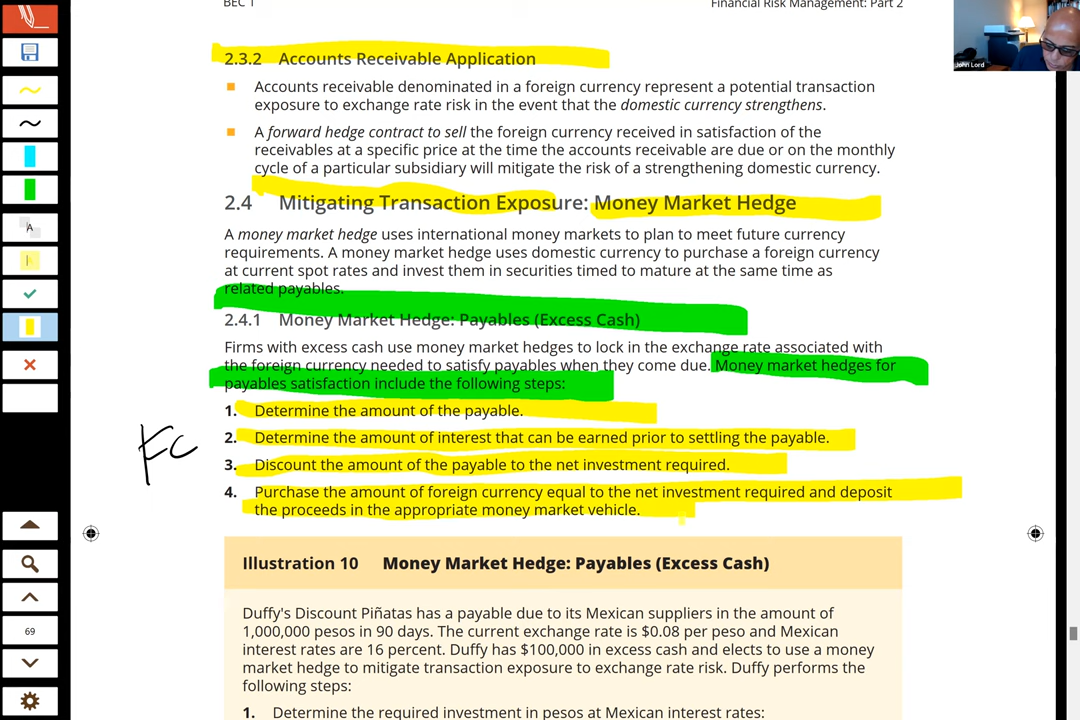 BEC 1
Financial Risk Management: Part 2
John Lord
2.3.2 Accounts Receivable Application
Accounts receivable denominated in a foreign currency represent a potential transaction
exposure to exchange rate risk in the event that the domestic currency strengthens.
A forward hedge contract to sell the foreign currency received in satisfaction of the
receivables at a specific price at the time the accounts receivable are due or on the monthly
cycle of a particular subsidiary will mitigate the risk of a strengthening domestic currency.
2.4 Mitigating Transaction Exposure: Money Market Hedge
A money market hedge uses international money markets to plan to meet future currency
requirements. A money market hedge uses domestic currency to purchase a foreign currency
at current spot rates and invest them in securities timed to mature at the same time as
related payables.
2.4.1 Money Market Hedge: Payables (Excess Cash)
Firms with excess cash use money market hedges to lock in the exchange rate associated with
the foreign currency needed to satisfy payables when they come due. Money market hedges for
payables satisfaction include the following steps:
1. Determine the amount of the payable.
2. Determine the amount of interest that can be earned prior to settling the payable.
FC
3. Discount the amount of the payable to the net investment required.
4. Purchase the amount of foreign currency equal to the net investment required and deposit
the proceeds in the appropriate money market vehicle.
Illustration 10 Money Market Hedge: Payables (Excess Cash)
Duffy's Discount Piñatas has a payable due to its Mexican suppliers in the amount of
1,000,000 pesos in 90 days. The current exchange rate is $0.08 per peso and Mexican
interest rates are 16 percent. Duffy has $100,000 in excess cash and elects to use a money
market hedge to mitigate transaction exposure to exchange rate risk. Duffy performs the
following steps:
1. Determine the required investment in pesos at Mexican interest rates:
A
69